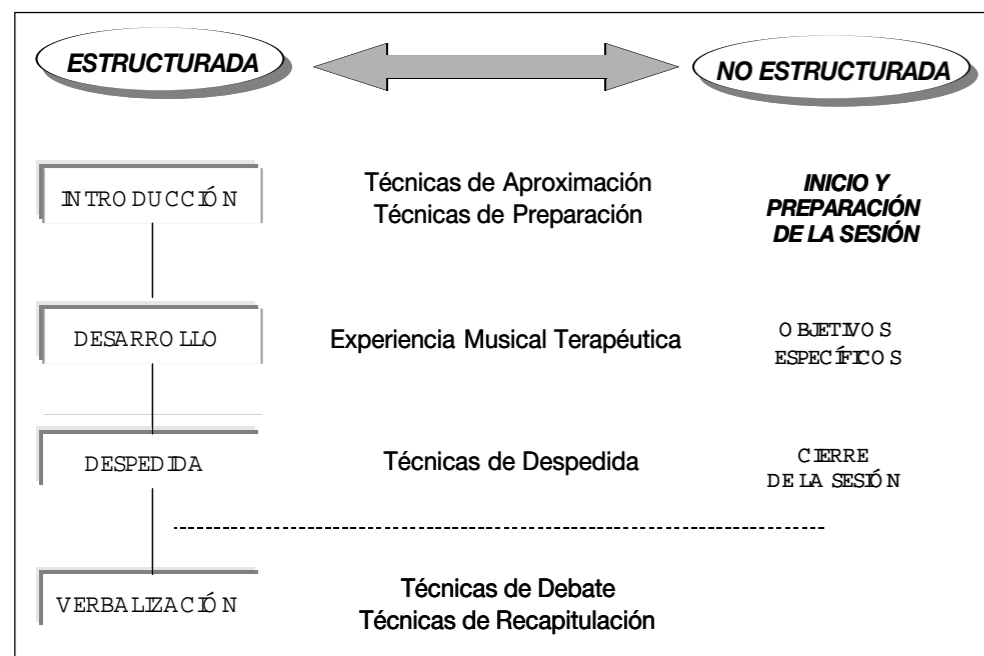 ESTRUCTURADA
NO ESTRUCTURADA
INTRODUCCIÓN
Técnicas de Aproximación
Técnicas de Preparación
INICIO Y
PREPARACIÓN
DE LA SESIÓN
DESARROLLO
Experiencia Musical Terapéutica
OBJETIVOS
ESPECÍFICOS
DESPEDIDA
Técnicas de Despedida
CIERRE
DE LA SESIÓN
VERBALIZACIÓN
Técnicas de Debate
Técnicas de Recapitulación